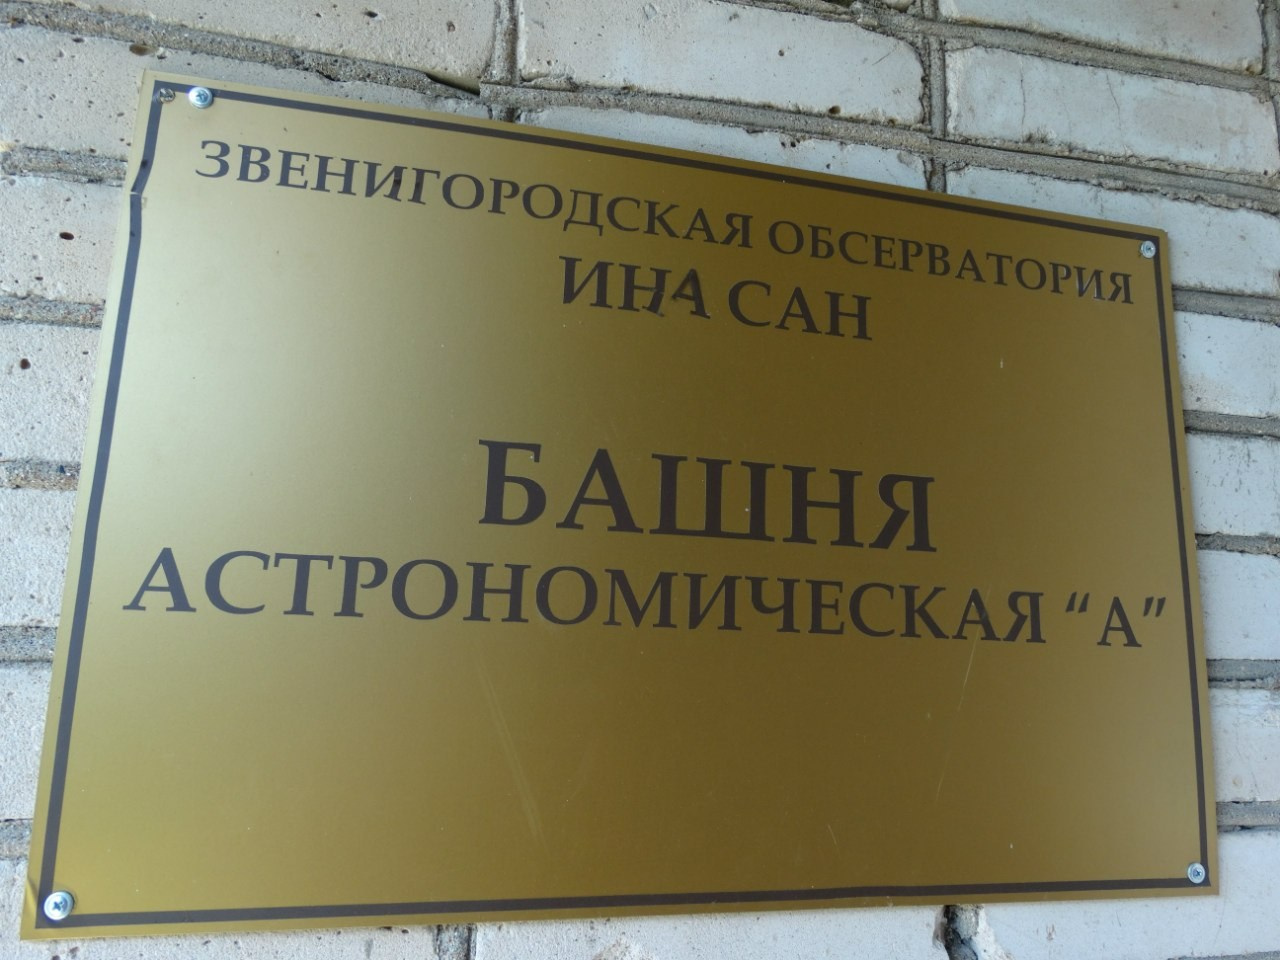 ЗВЕНИГОРОДСКАЯ ОБСЕРВАТОРИЯ
ИНА САН
БАШНЯ
АСТРОНОМИЧЕСКАЯ “А”